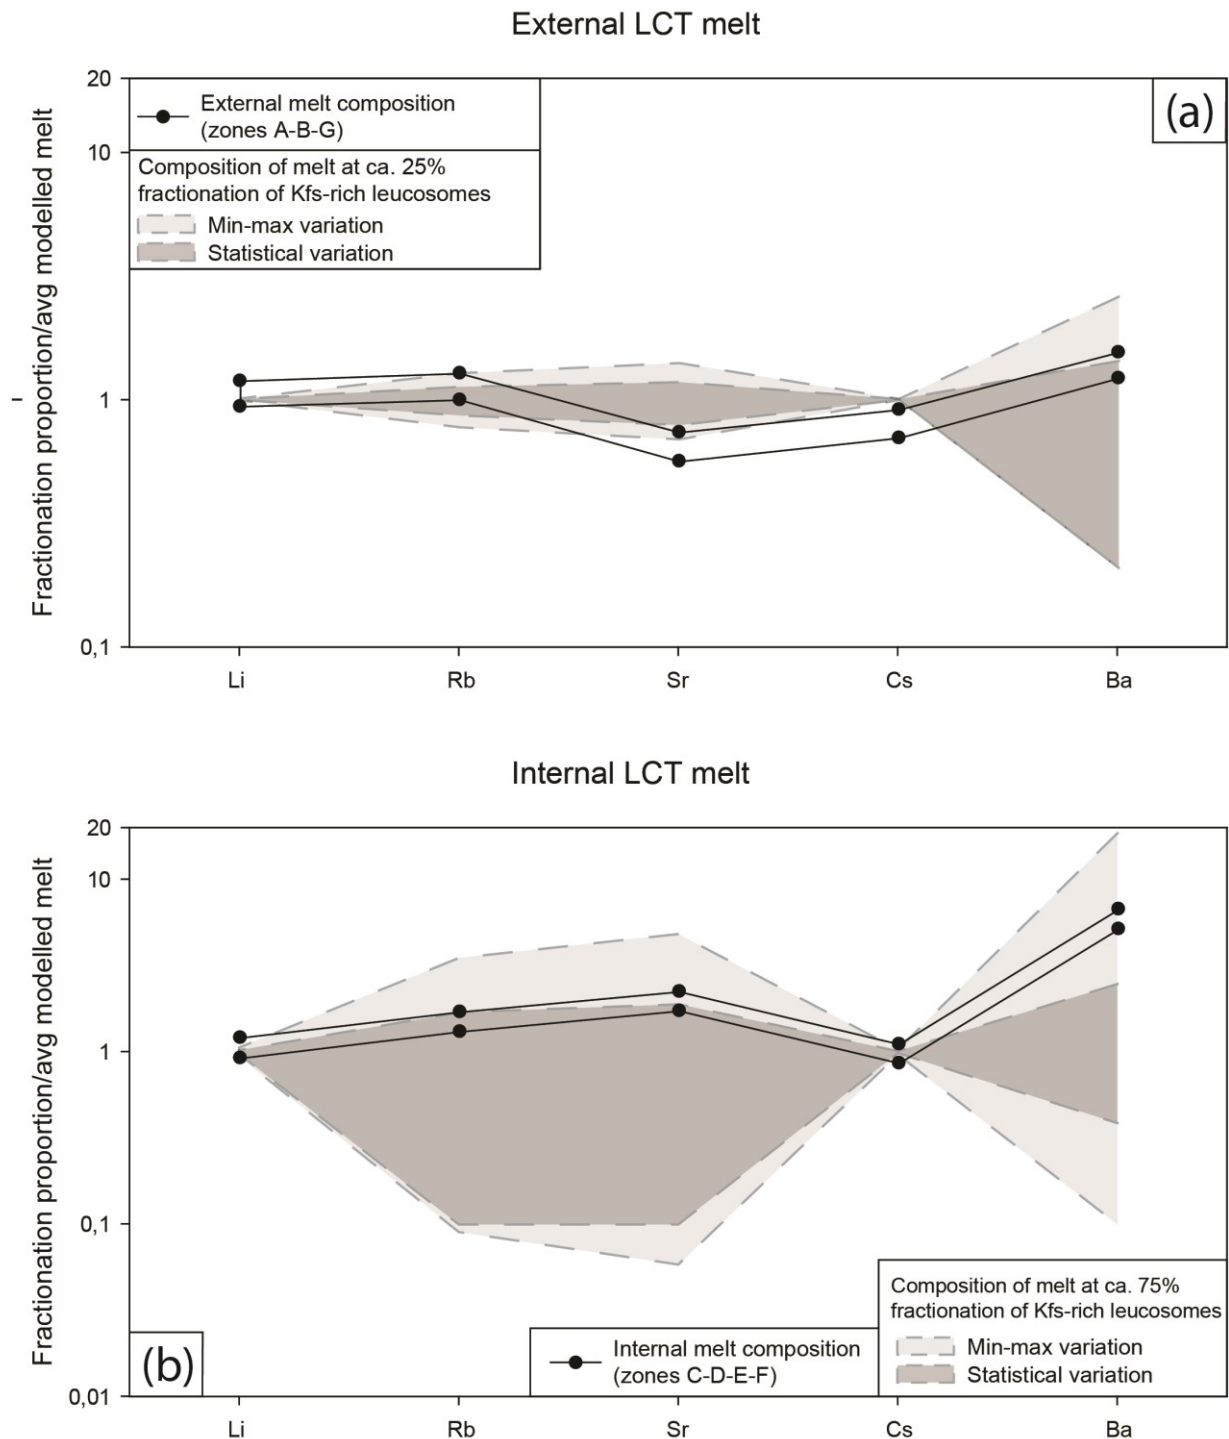 External LCT melt
20
10
1
0,1
Fractionation proportion/avg modelled melt
External melt composition
(zones A-B-G)
Composition of melt at ca. 25%
fractionation of Kfs-rich leucosomes
Min-max variation
Statistical variation
(a)
Li Rb Sr Cs Ba
Internal LCT melt
20
10
1
0,1
0,01
Fractionation proportion/avg modelled melt
(b)
Internal melt composition
(zones C-D-E-F)
Composition of melt at ca. 75%
fractionation of Kfs-rich leucosomes
Min-max variation
Statistical variation
Li Rb Sr Cs Ba